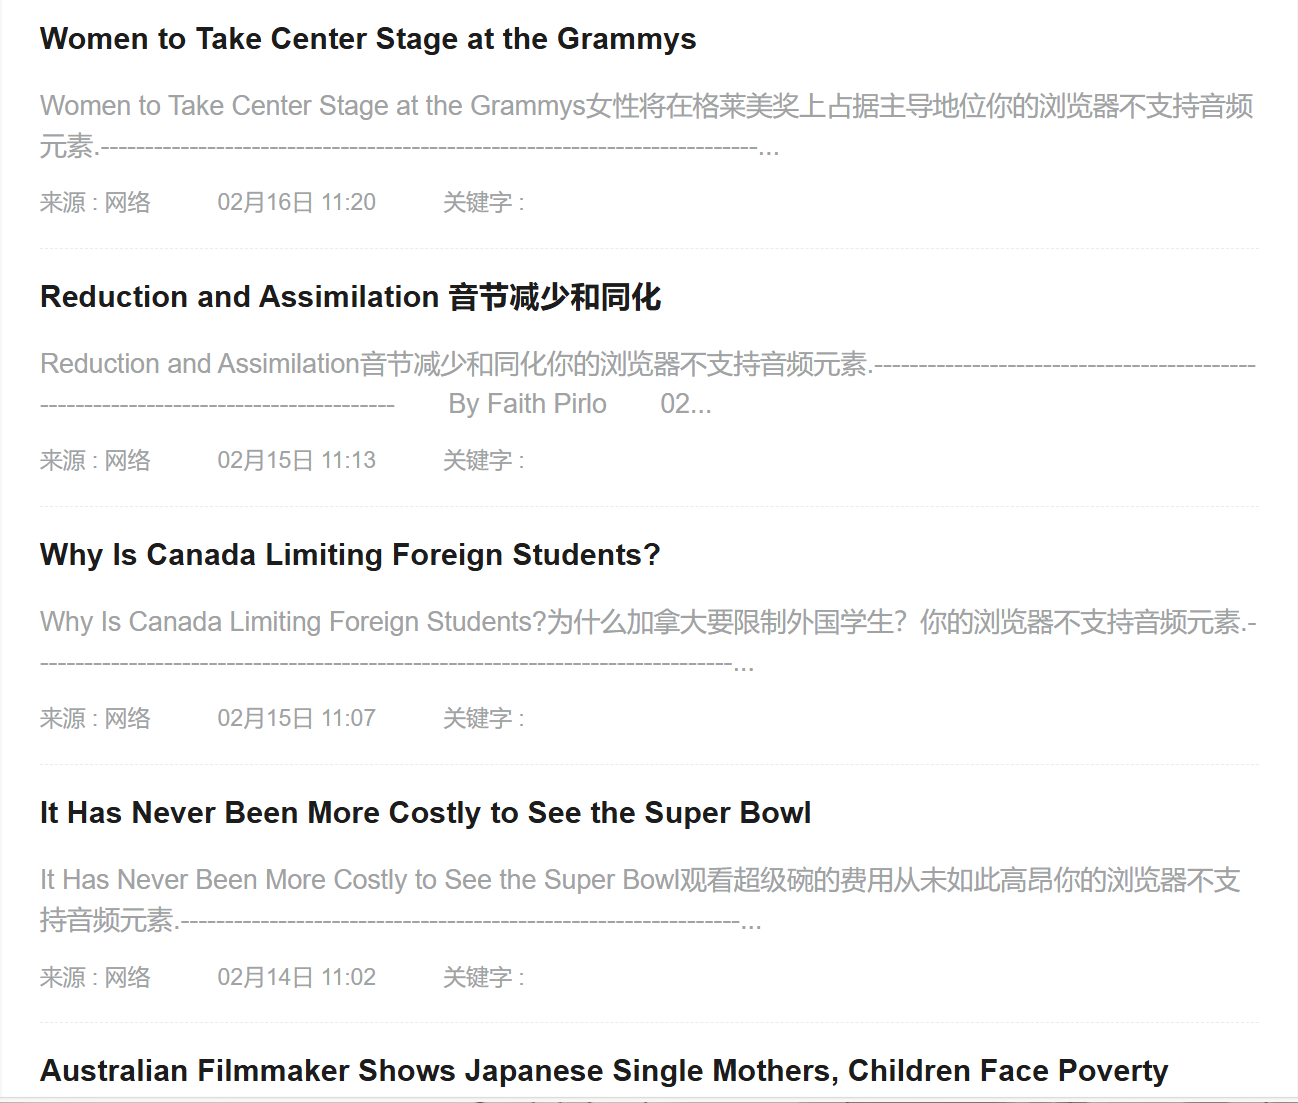 Women to Take Center Stage at the Grammys
Women to Take Center Stage at the Grammys女性将在格莱美奖上占据主导地位你的浏览器不支持音频
元素.--------------------------------------------------------------------------...
来源 : 网络 02月16日 11:20 关键字 :
Reduction and Assimilation 音节减少和同化
Reduction and Assimilation音节减少和同化你的浏览器不支持音频元素.-------------------------------------------
---------------------------------------- By Faith Pirlo 02...
来源 : 网络 02月15日 11:13 关键字 :
Why Is Canada Limiting Foreign Students?
Why Is Canada Limiting Foreign Students?为什么加拿大要限制外国学生？你的浏览器不支持音频元素.-
------------------------------------------------------------------------------...
来源 : 网络 02月15日 11:07 关键字 :
It Has Never Been More Costly to See the Super Bowl
It Has Never Been More Costly to See the Super Bowl观看超级碗的费用从未如此高昂你的浏览器不支
持音频元素.---------------------------------------------------------------...
来源 : 网络 02月14日 11:02 关键字 :
Australian Filmmaker Shows Japanese Single Mothers, Children Face Poverty